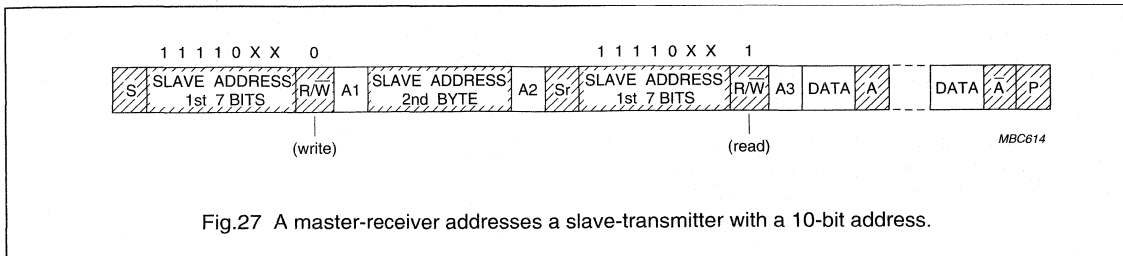 1 1 1 1 0 X X 0 1 1 1 1 0 X X 1
S SLAVE ADDRESS 1st 7 BITS R/W̅ A1 SLAVE ADDRESS 2nd BYTE A2 Sr SLAVE ADDRESS 1st 7 BITS R/W̅ A3 DATA A DATA A̅ P
(write) (read)
MBC614
Fig.27 A master-receiver addresses a slave-transmitter with a 10-bit address.